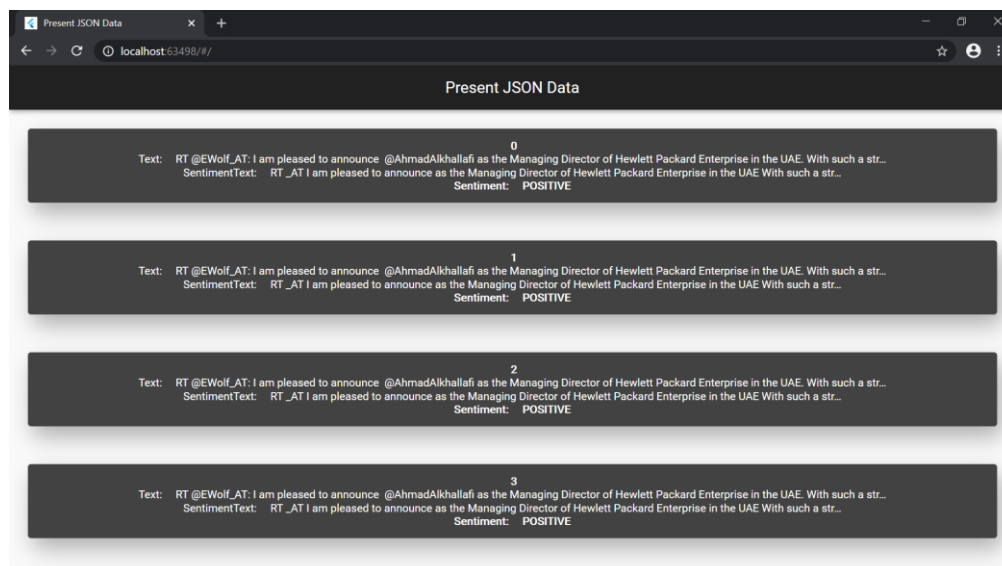 Present JSON Data
localhost:63498/#/
Present JSON Data
0
Text: RT @EWolf_AT: I am pleased to announce @AhmadAlkhallafi as the Managing Director of Hewlett Packard Enterprise in the UAE. With such a str…
SentimentText: RT _AT I am pleased to announce as the Managing Director of Hewlett Packard Enterprise in the UAE With such a str…
Sentiment: POSITIVE
1
Text: RT @EWolf_AT: I am pleased to announce @AhmadAlkhallafi as the Managing Director of Hewlett Packard Enterprise in the UAE. With such a str…
SentimentText: RT _AT I am pleased to announce as the Managing Director of Hewlett Packard Enterprise in the UAE With such a str…
Sentiment: POSITIVE
2
Text: RT @EWolf_AT: I am pleased to announce @AhmadAlkhallafi as the Managing Director of Hewlett Packard Enterprise in the UAE. With such a str…
SentimentText: RT _AT I am pleased to announce as the Managing Director of Hewlett Packard Enterprise in the UAE With such a str…
Sentiment: POSITIVE
3
Text: RT @EWolf_AT: I am pleased to announce @AhmadAlkhallafi as the Managing Director of Hewlett Packard Enterprise in the UAE. With such a str…
SentimentText: RT _AT I am pleased to announce as the Managing Director of Hewlett Packard Enterprise in the UAE With such a str…
Sentiment: POSITIVE